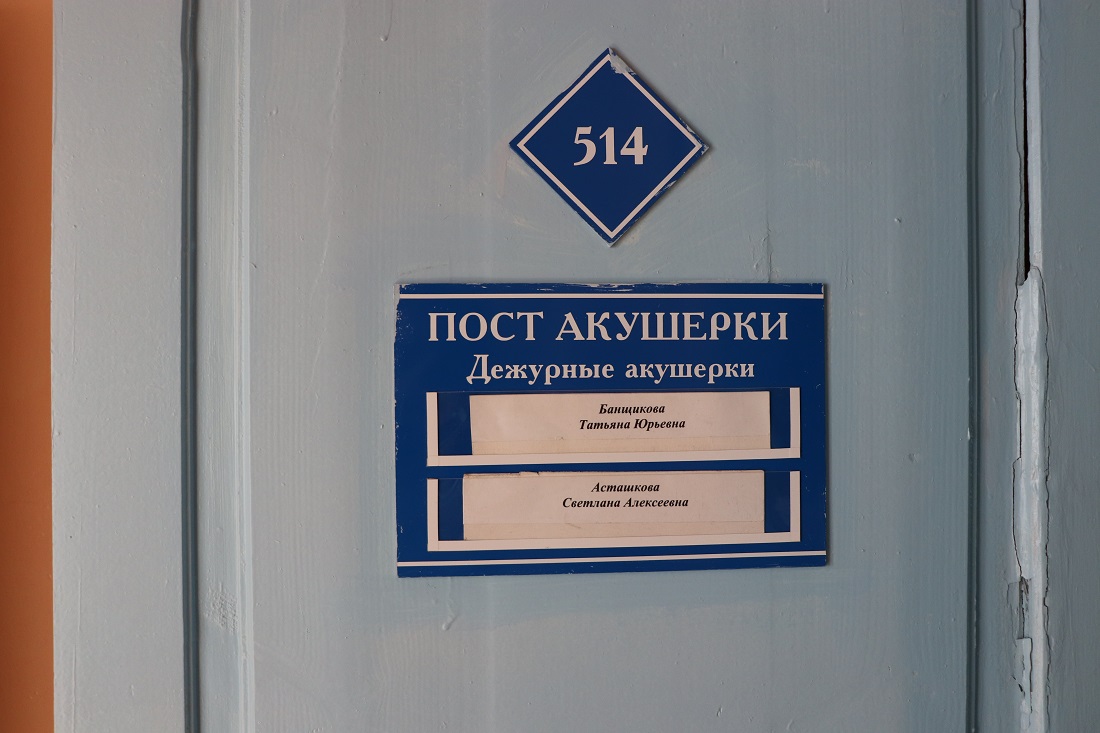 514
ПОСТ АКУШЕРКИ
Дежурные акушерки
Банщикова
Татьяна Юрьевна
Асташкова
Светлана Алексеевна